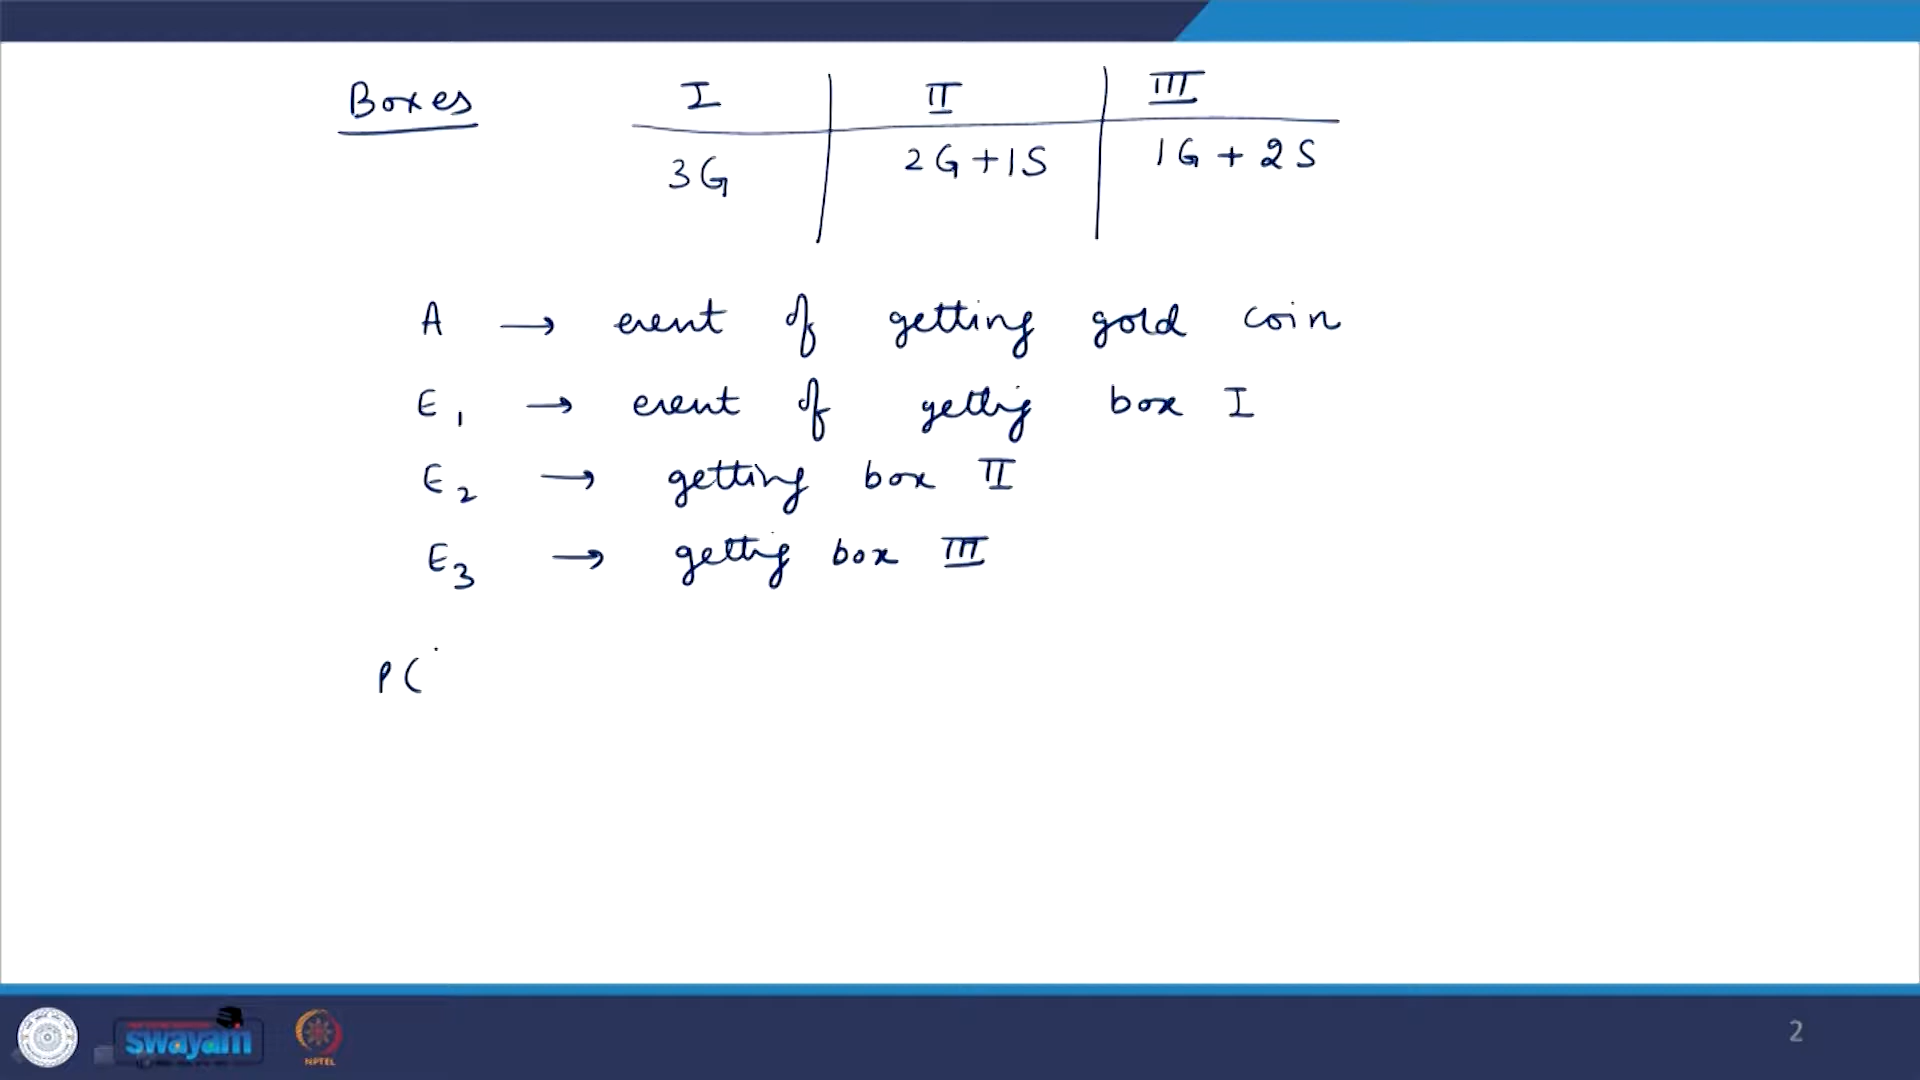 Boxes I II III
3G 2G+1S 1G + 2S
A → event of getting gold coin
E1 → event of getting box I
E2 → getting box II
E3 → getting box III
P(
swayam
NPTEL
2